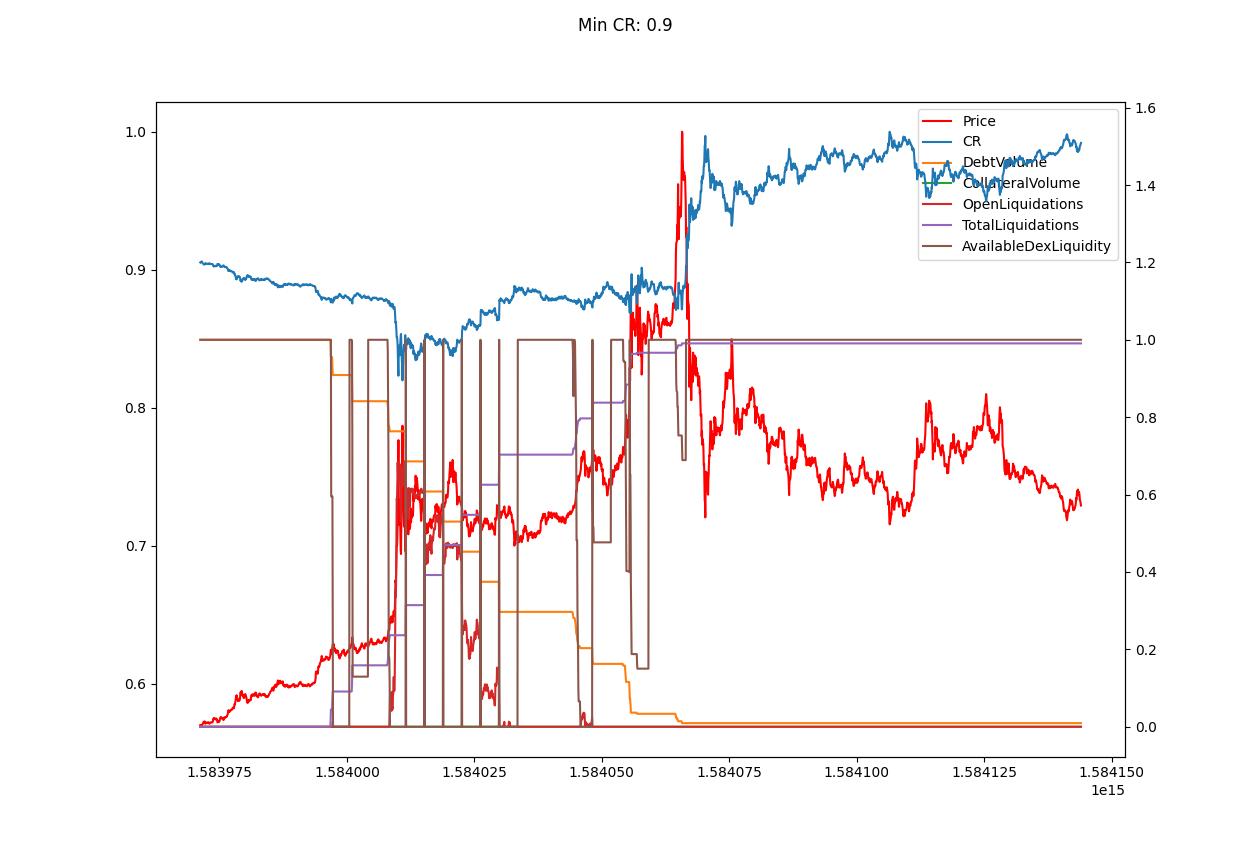 Min CR: 0.9
1.0
0.9
0.8
0.7
0.6
1.6
1.4
1.2
1.0
0.8
0.6
0.4
0.2
0.0
Price
CR
DebtVolume
CollateralVolume
OpenLiquidations
TotalLiquidations
AvailableDexLiquidity
1.583975 1.584000 1.584025 1.584050 1.584075 1.584100 1.584125 1.584150
1e15